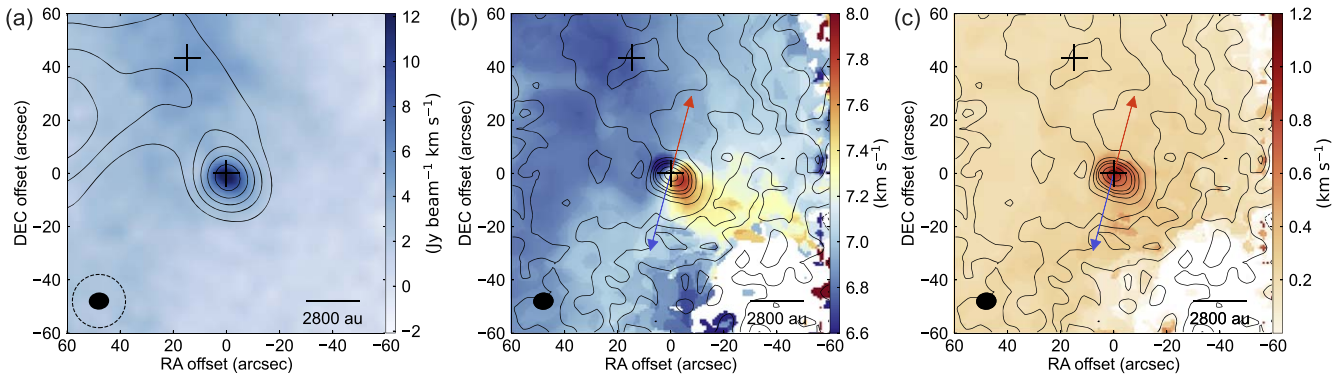 (a)
60
40
20
0
−20
−40
−60
DEC offset (arcsec)
60 40 20 0 −20 −40 −60
RA offset (arcsec)
2800 au
12
10
8
6
4
2
0
−2
(Jy beam⁻¹ km s⁻¹)
(b)
60
40
20
0
−20
−40
−60
DEC offset (arcsec)
60 40 20 0 −20 −40 −60
RA offset (arcsec)
2800 au
8.0
7.8
7.6
7.4
7.2
7.0
6.8
6.6
(km s⁻¹)
(c)
60
40
20
0
−20
−40
−60
DEC offset (arcsec)
60 40 20 0 −20 −40 −60
RA offset (arcsec)
2800 au
1.2
1.0
0.8
0.6
0.4
0.2
(km s⁻¹)